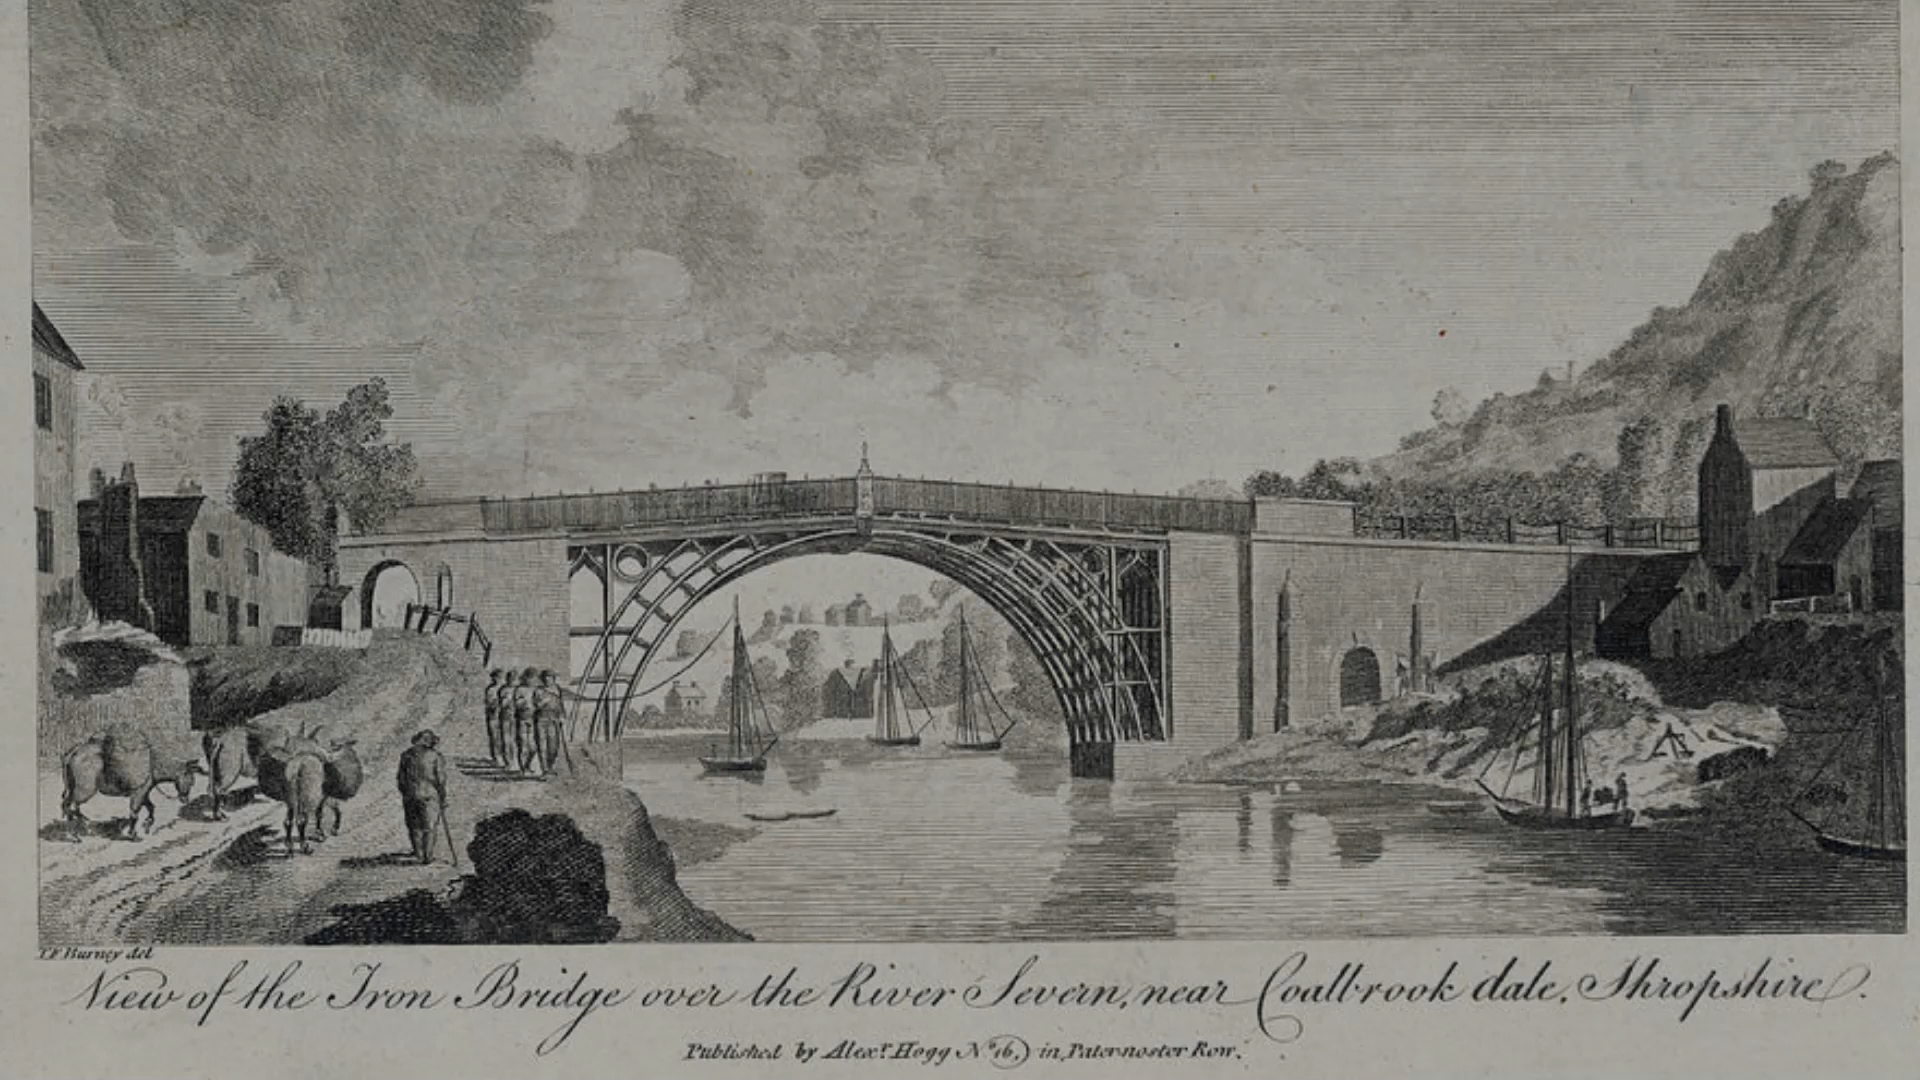 T F Burney del
View of the Iron Bridge over the River Severn, near Coalbrook dale, Shropshire.
Published by Alexr. Hogg No. 16, in Paternoster Row.